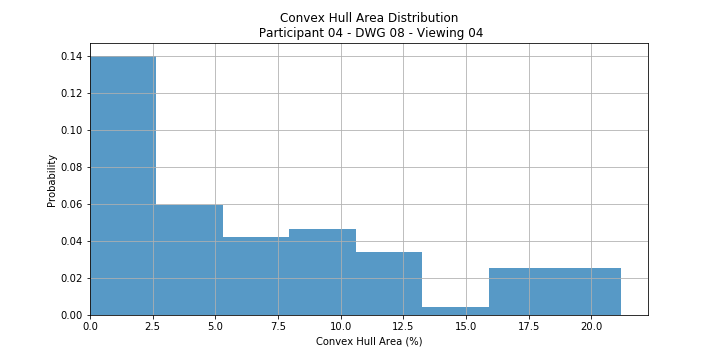 Convex Hull Area Distribution
Participant 04 - DWG 08 - Viewing 04
0.14
0.12
0.10
0.08
0.06
0.04
0.02
0.00
Probability
0.0 2.5 5.0 7.5 10.0 12.5 15.0 17.5 20.0
Convex Hull Area (%)